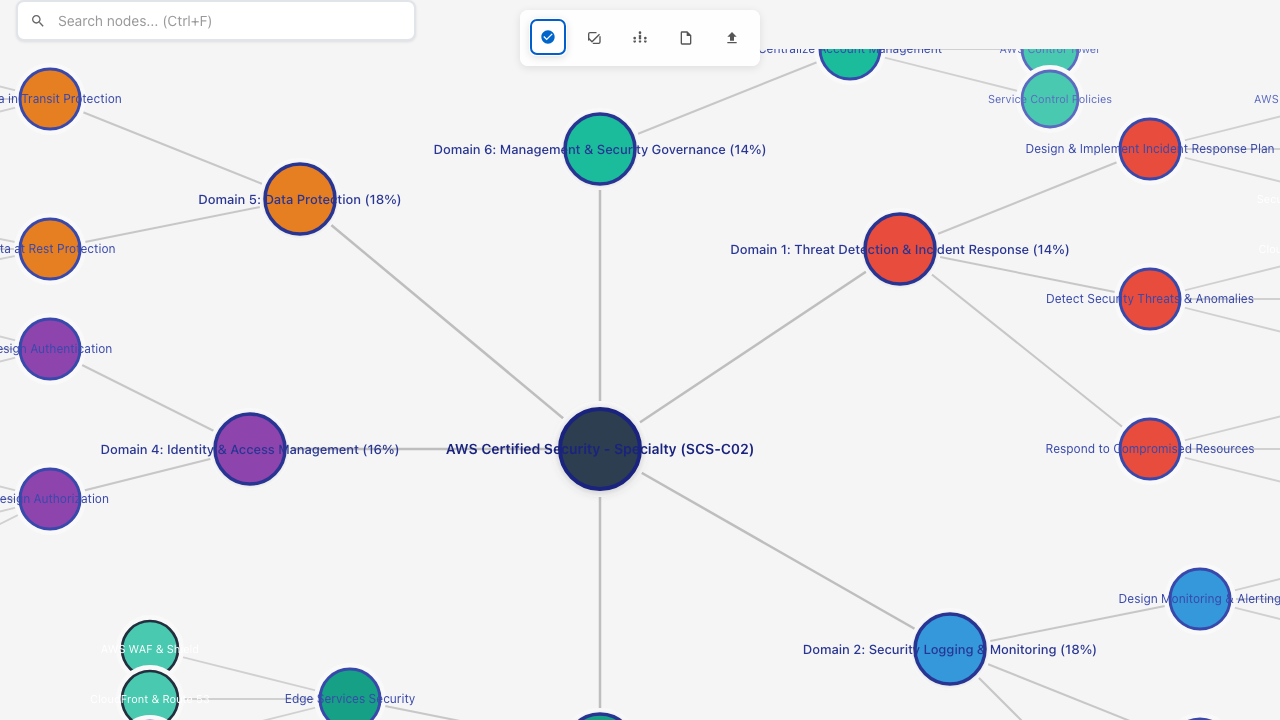 Search nodes... (Ctrl+F)
Centralize Account Management
AWS Control Tower
Service Control Policies
AWS
a in Transit Protection
Domain 6: Management & Security Governance (14%)
Design & Implement Incident Response Plan
Domain 5: Data Protection (18%)
ta at Rest Protection
Domain 1: Threat Detection & Incident Response (14%)
Detect Security Threats & Anomalies
esign Authentication
Domain 4: Identity & Access Management (16%)
AWS Certified Security - Specialty (SCS-C02)
Respond to Compromised Resources
esign Authorization
Design Monitoring & Alerting
AWS WAF & Shield
Domain 2: Security Logging & Monitoring (18%)
CloudFront & Route 53
Edge Services Security